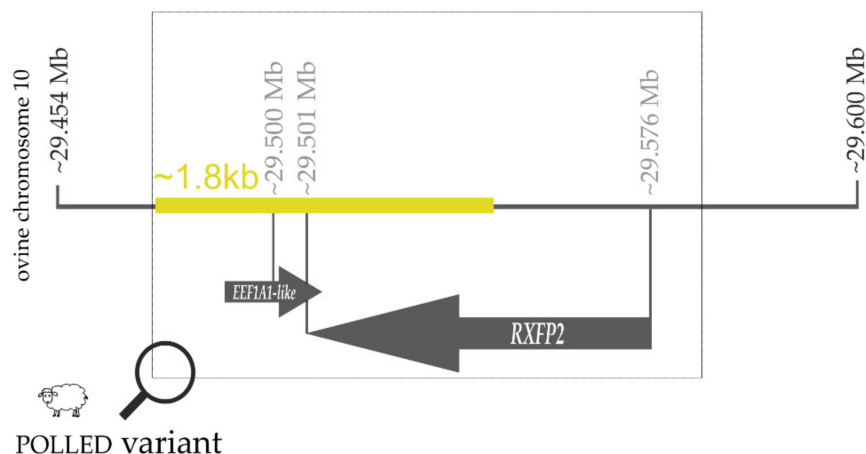 ovine chromosome 10
~29.454 Mb
~29.500 Mb
~29.501 Mb
~29.576 Mb
~29.600 Mb
~1.8kb
EEF1A1-like
RXFP2
POLLED variant